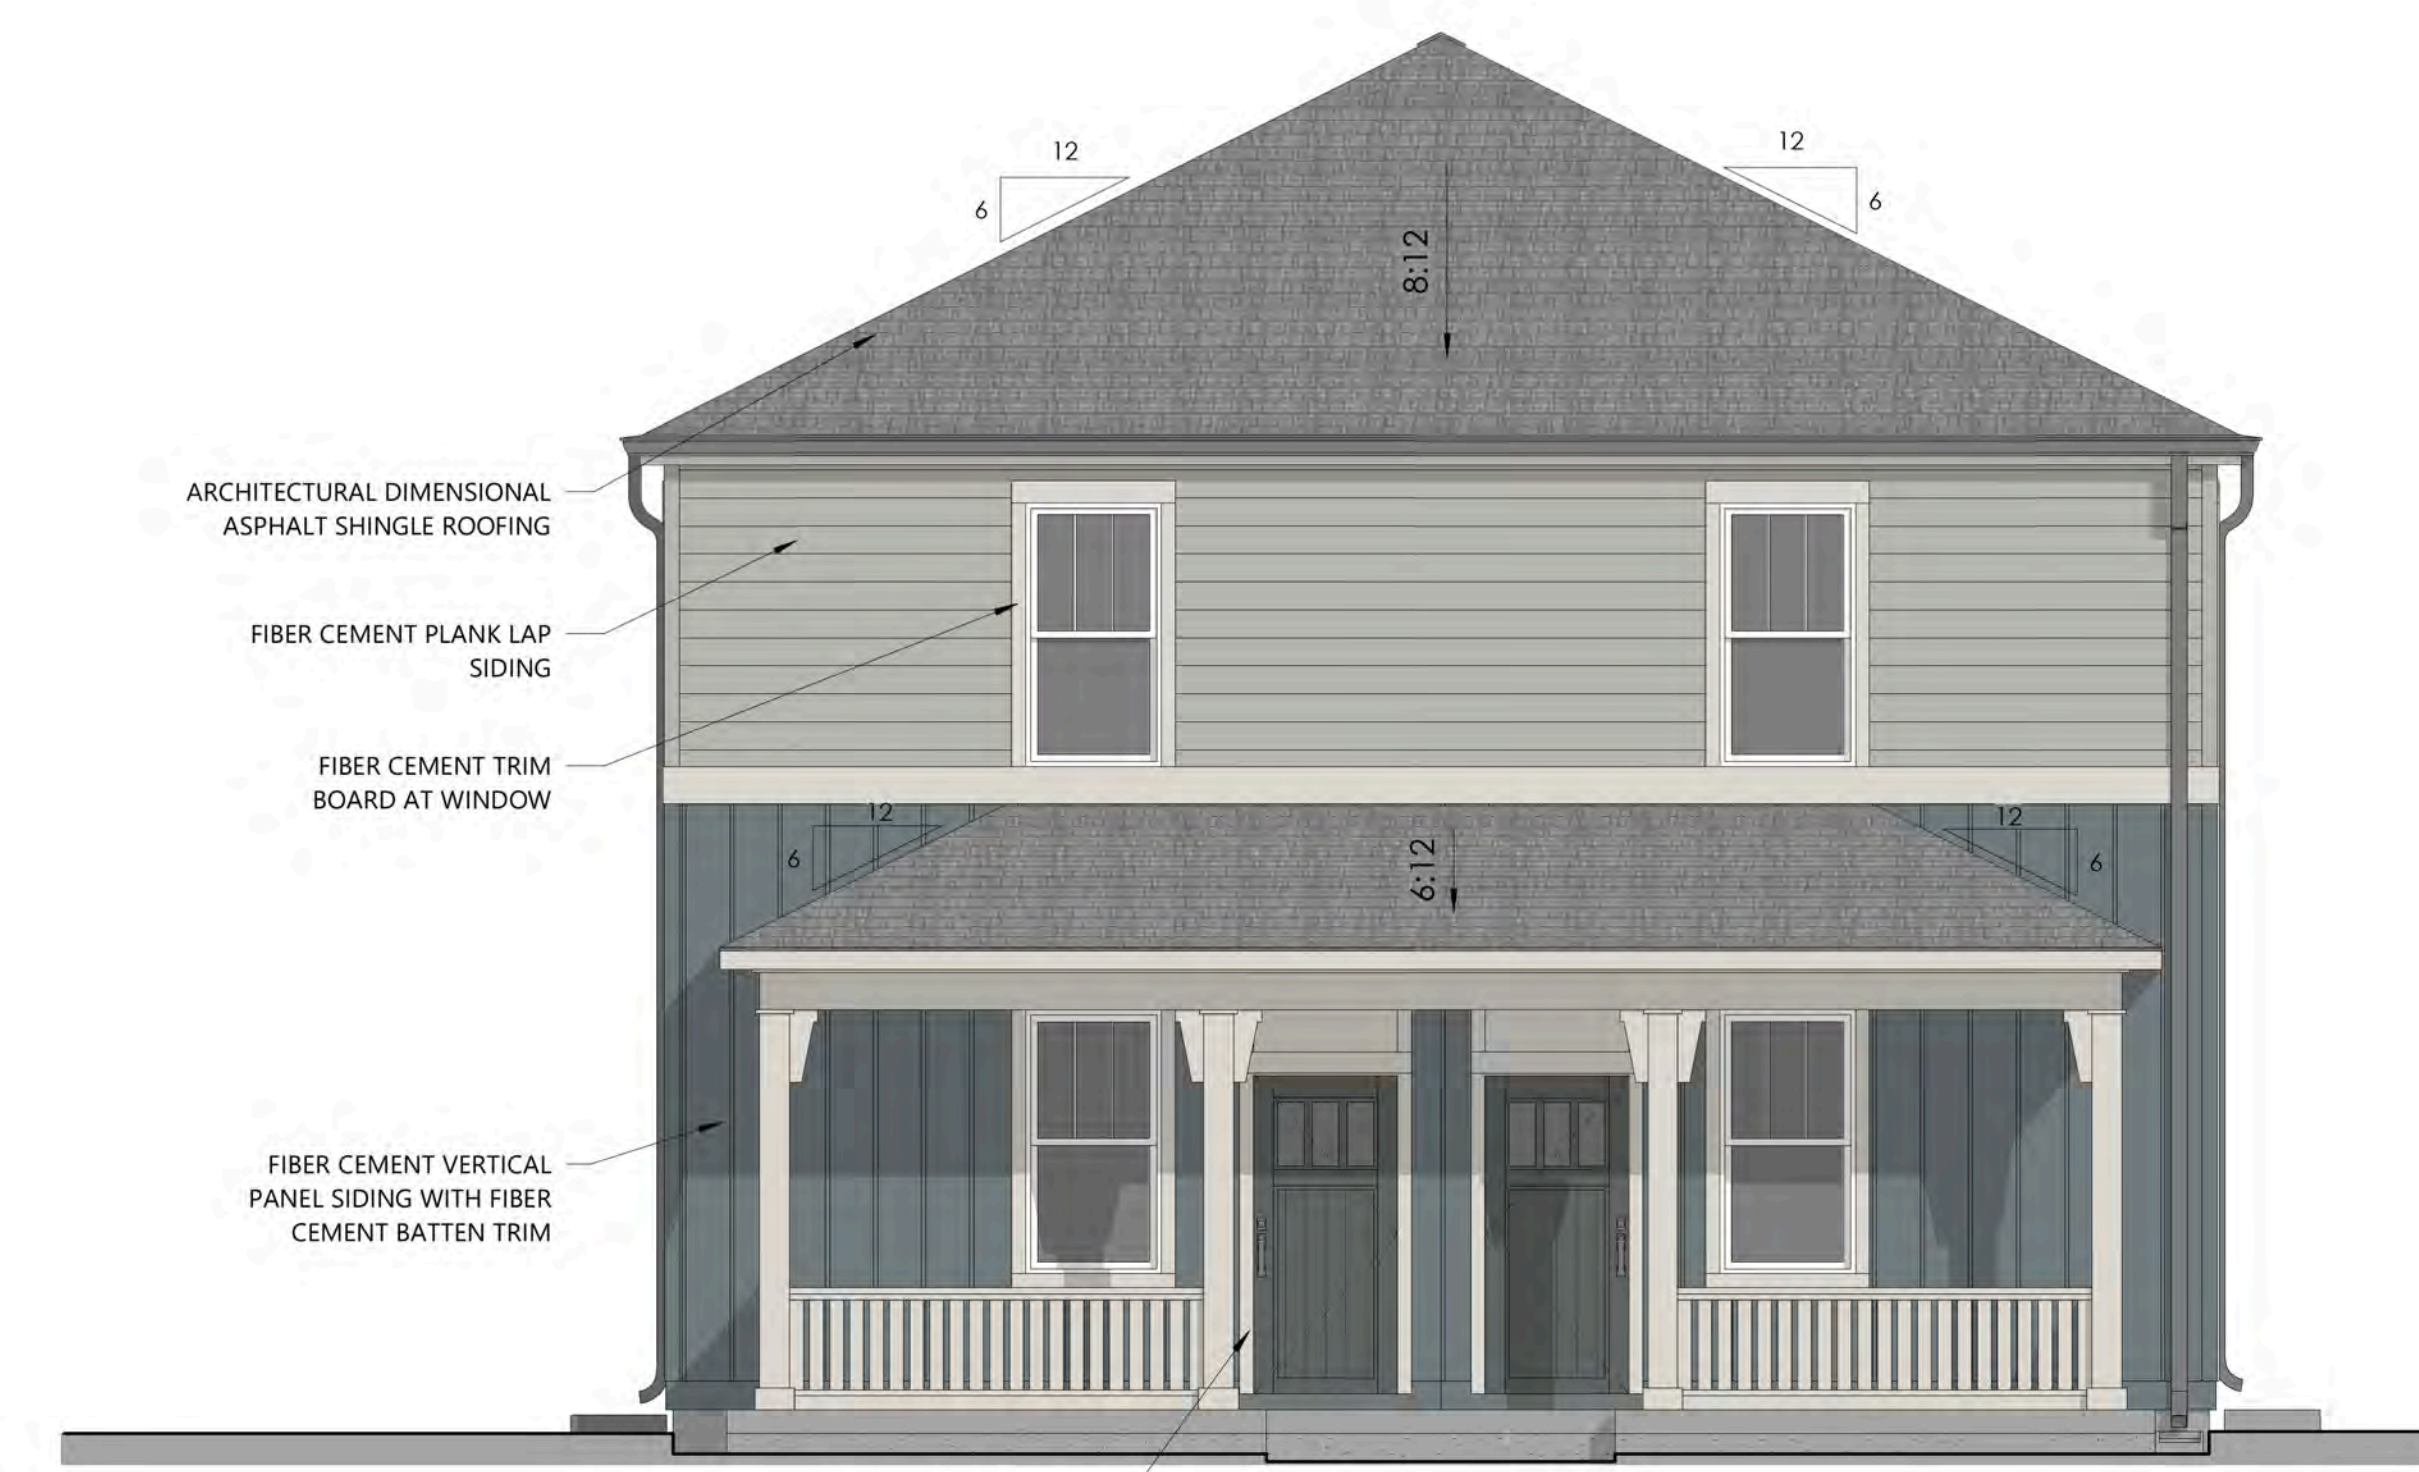 12
6
12
6
8:12
ARCHITECTURAL DIMENSIONAL
ASPHALT SHINGLE ROOFING
FIBER CEMENT PLANK LAP
SIDING
FIBER CEMENT TRIM
BOARD AT WINDOW
12
6
6:12
12
6
FIBER CEMENT VERTICAL
PANEL SIDING WITH FIBER
CEMENT BATTEN TRIM